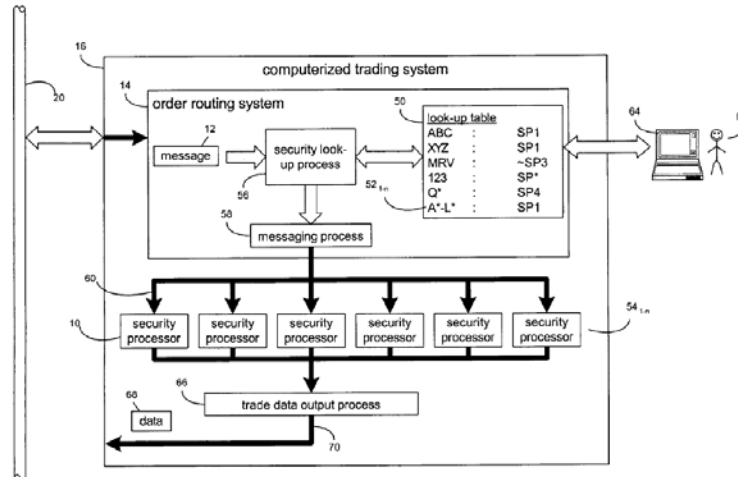 16
computerized trading system
20
14
order routing system
50
64
12
look-up table
ABC : SP1
message
security look-
up process
XYZ : SP1
MRV : ~SP3
52 1-n
123 : SP*
56
Q* : SP4
A*-L* : SP1
58
messaging process
60
10
security
processor
security
processor
security
processor
security
processor
security
processor
security
processor
54 1-n
66
68
trade data output process
data
70